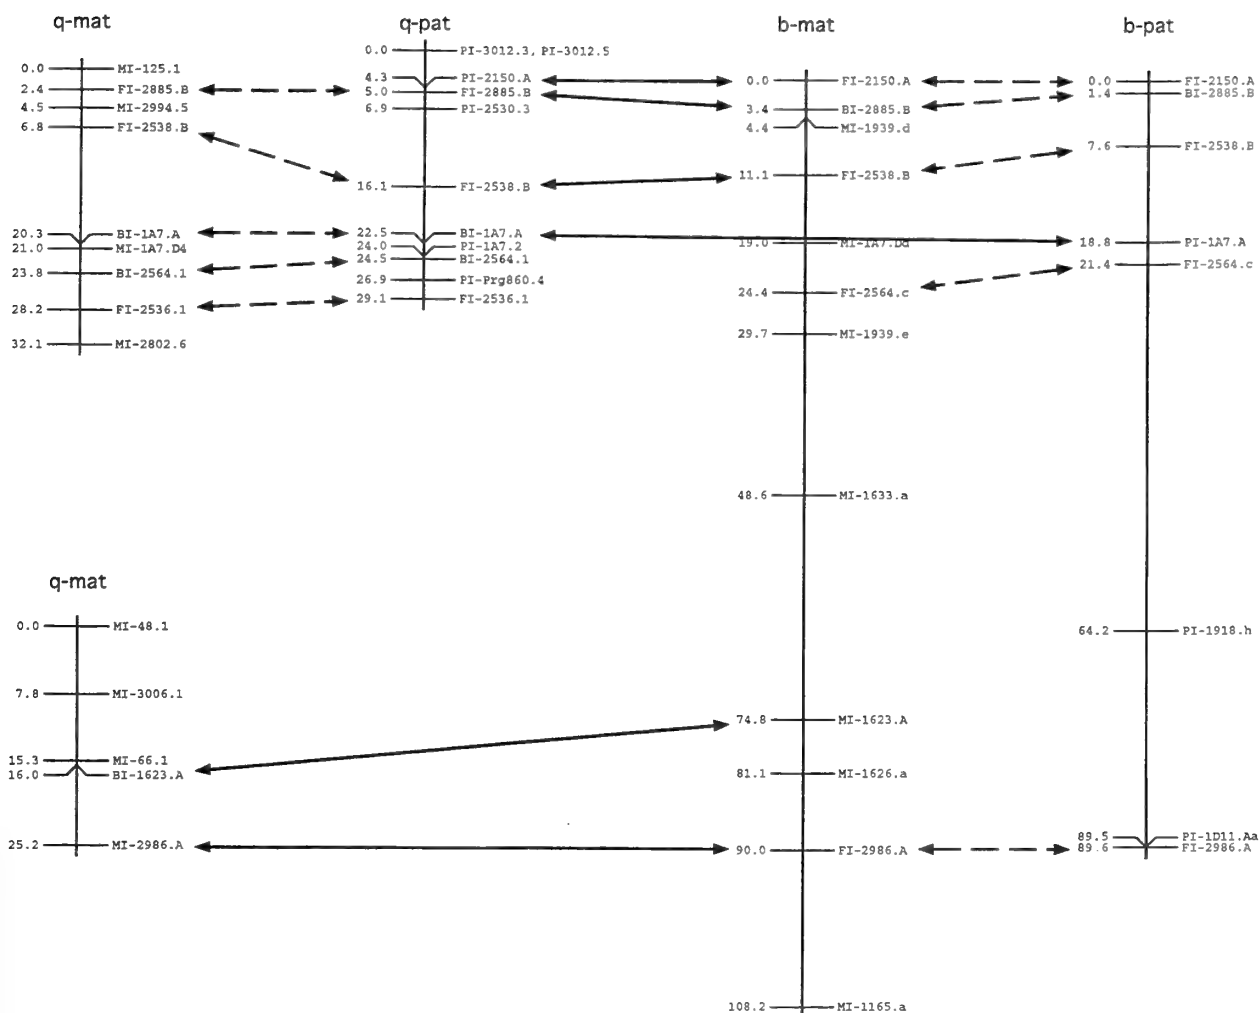 q-mat
0.0 MI-125.1
2.4 FI-2885.B
4.5 MI-2994.5
6.8 FI-2538.B
20.3 BI-1A7.A
21.0 MI-1A7.D4
23.8 BI-2564.1
28.2 FI-2536.1
32.1 MI-2802.6
q-pat
0.0 PI-3012.3, PI-3012.5
4.3 PI-2150.A
5.0 FI-2885.B
6.9 PI-2530.3
16.1 FI-2538.B
22.5 BI-1A7.A
24.0 PI-1A7.2
24.5 BI-2564.1
26.9 PI-Prg860.4
29.1 FI-2536.1
b-mat
0.0 FI-2150.A
3.4 BI-2885.B
4.4 MI-1939.d
11.1 FI-2538.B
19.0 MI-1A7.Dd
24.4 FI-2564.c
29.7 MI-1939.e
48.6 MI-1633.a
74.8 MI-1623.A
81.1 MI-1626.a
90.0 FI-2986.A
108.2 MI-1165.a
b-pat
0.0 FI-2150.A
1.4 BI-2885.B
7.6 FI-2538.B
18.8 PI-1A7.A
21.4 FI-2564.c
64.2 PI-1918.h
89.5 PI-1D11.Aa
89.6 FI-2986.A
q-mat
0.0 MI-48.1
7.8 MI-3006.1
15.3 MI-66.1
16.0 BI-1623.A
25.2 MI-2986.A